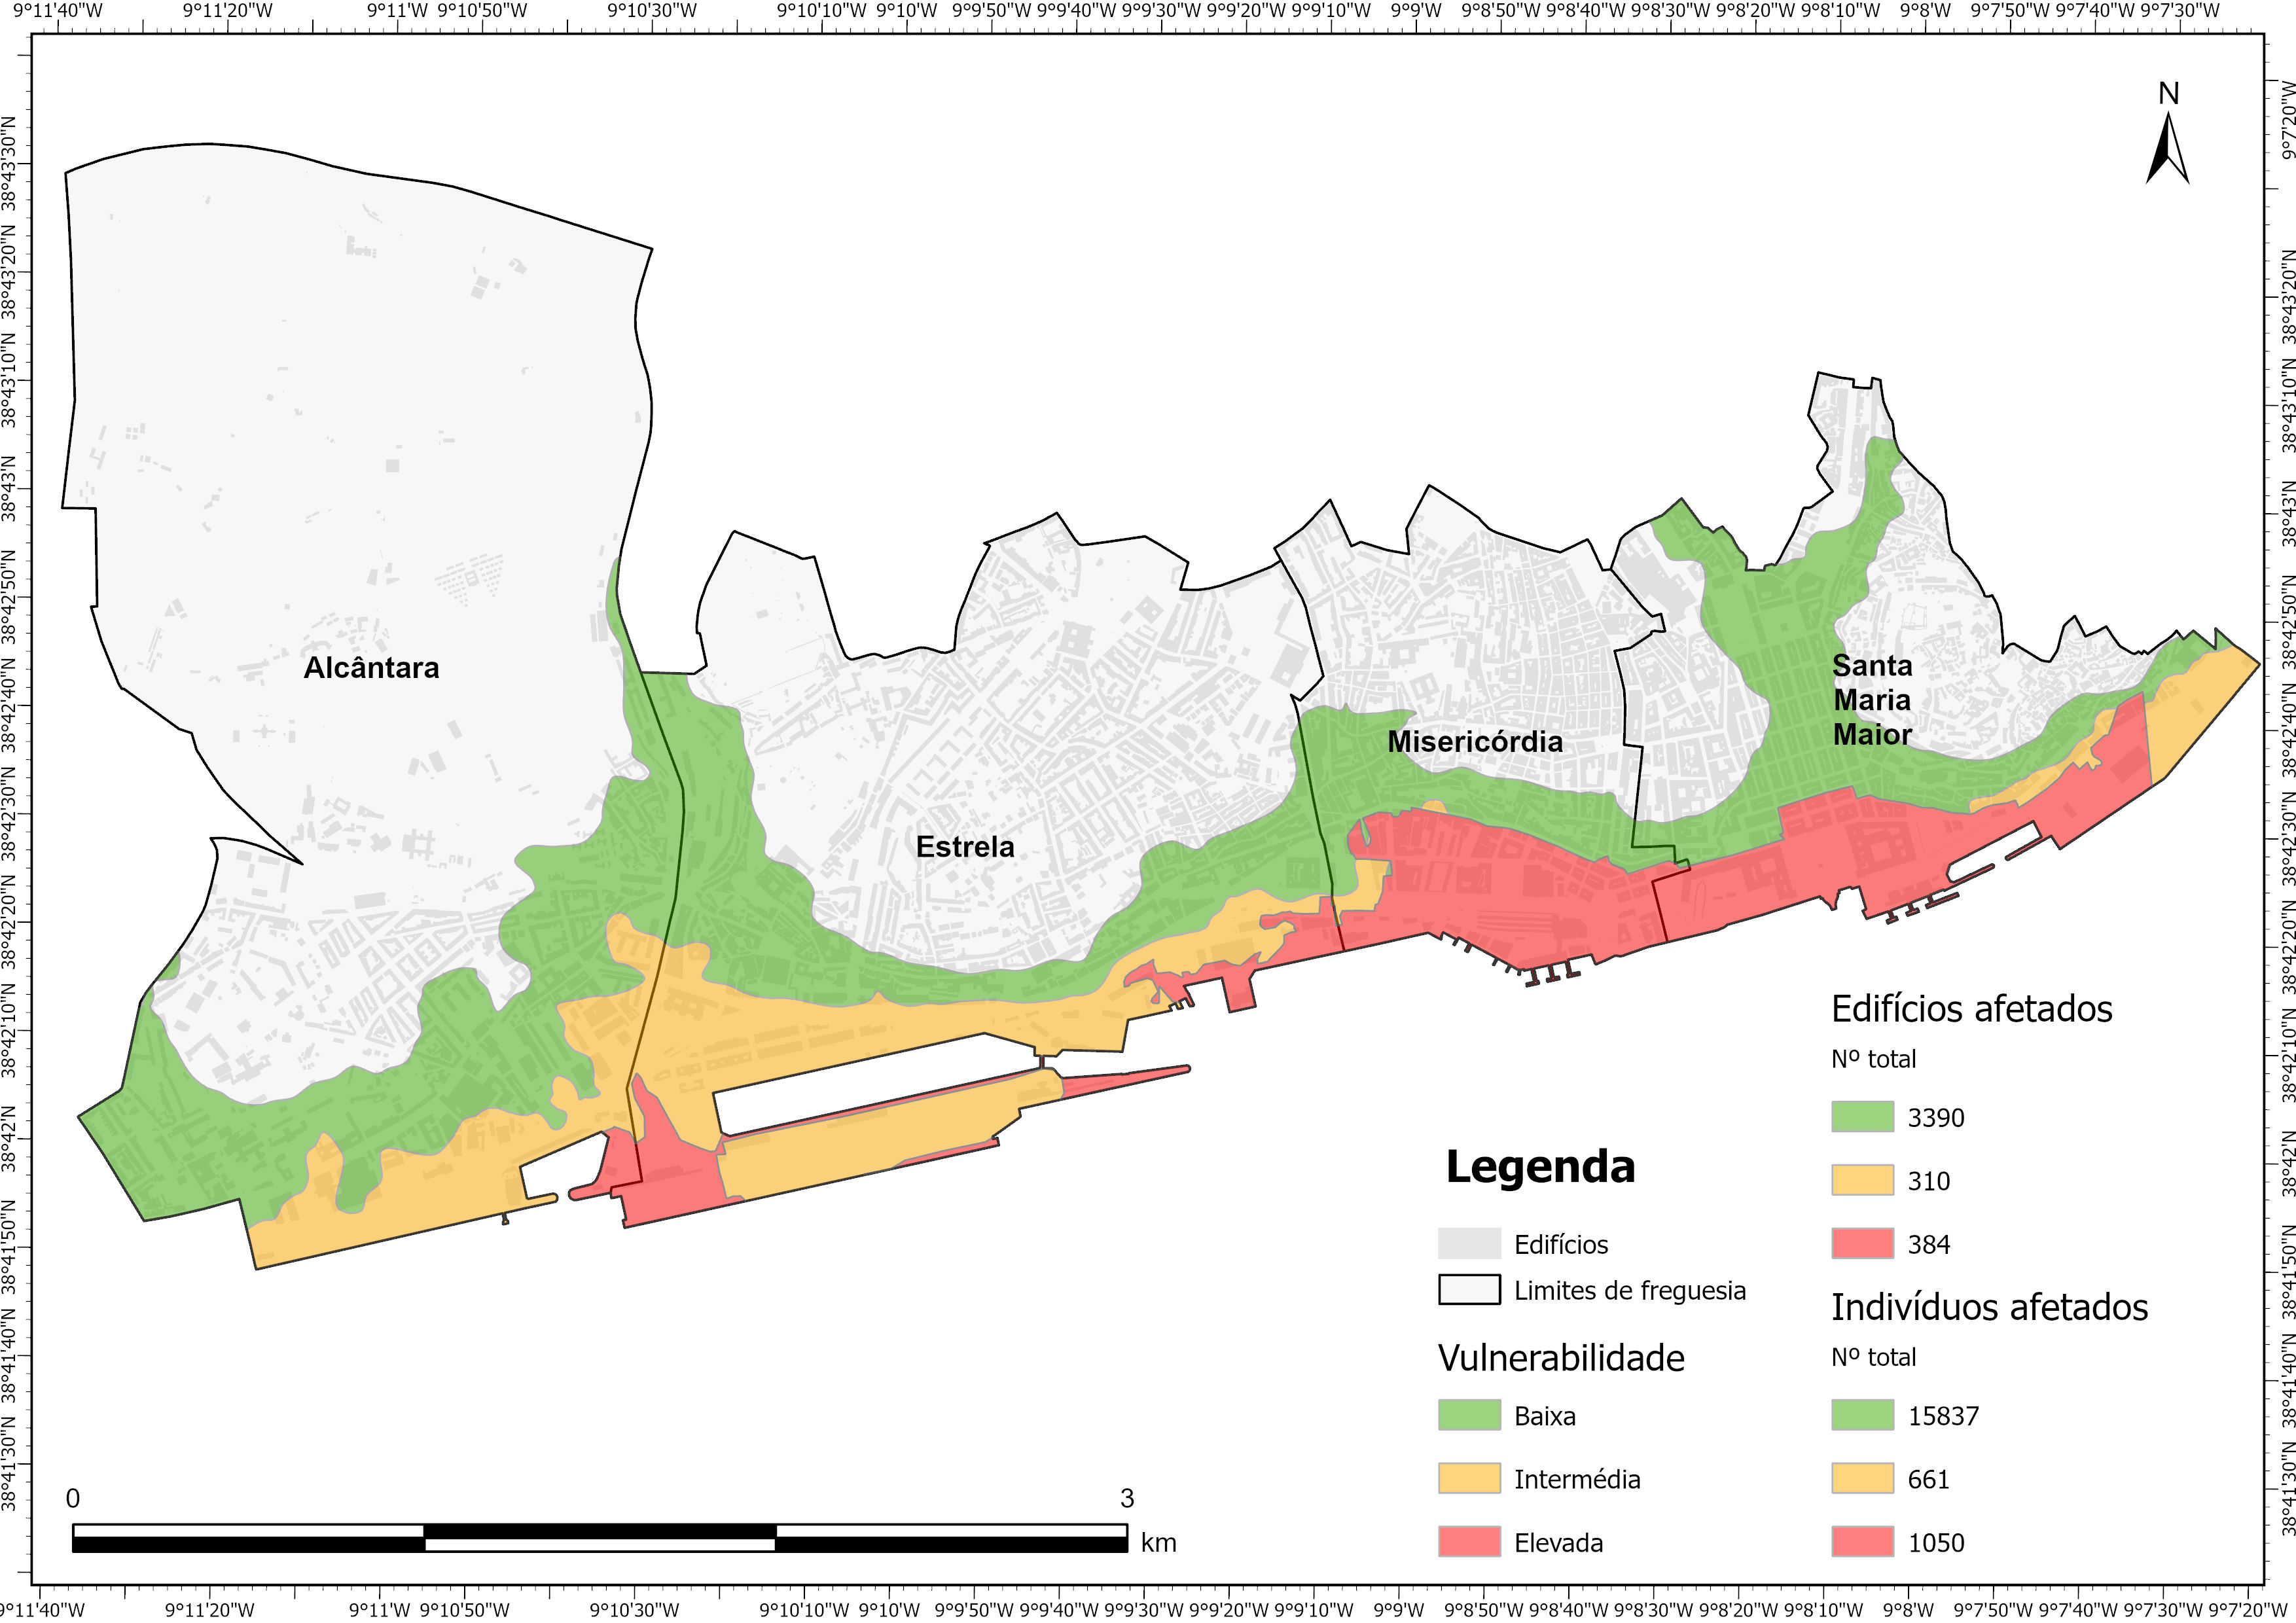 9°11'40"W 9°11'20"W 9°11'W 9°10'50"W 9°10'30"W 9°10'10"W 9°10'W 9°9'50"W 9°9'40"W 9°9'30"W 9°9'20"W 9°9'10"W 9°9'W 9°8'50"W 9°8'40"W 9°8'30"W 9°8'20"W 9°8'10"W 9°8'W 9°7'50"W 9°7'40"W 9°7'30"W
9°7'20"W
N
38°43'30"N
38°43'20"N
38°43'10"N
38°43'N
38°42'50"N
38°42'40"N
38°42'30"N
38°42'20"N
38°42'10"N
38°42'N
38°41'50"N
38°41'40"N
38°41'30"N
38°43'20"N
38°43'10"N
38°43'N
38°42'50"N
38°42'40"N
38°42'30"N
38°42'20"N
38°42'10"N
38°42'N
38°41'50"N
38°41'40"N
38°41'30"N
Alcântara
Estrela
Misericórdia
Santa
Maria
Maior
Legenda
Edifícios
Limites de freguesia
Vulnerabilidade
Baixa
Intermédia
Elevada
Edifícios afetados
Nº total
3390
310
384
Indivíduos afetados
Nº total
15837
661
1050
0 3
km
9°11'40"W 9°11'20"W 9°11'W 9°10'50"W 9°10'30"W 9°10'10"W 9°10'W 9°9'50"W 9°9'40"W 9°9'30"W 9°9'20"W 9°9'10"W 9°9'W 9°8'50"W 9°8'40"W 9°8'30"W 9°8'20"W 9°8'10"W 9°8'W 9°7'50"W 9°7'40"W 9°7'30"W 9°7'20"W